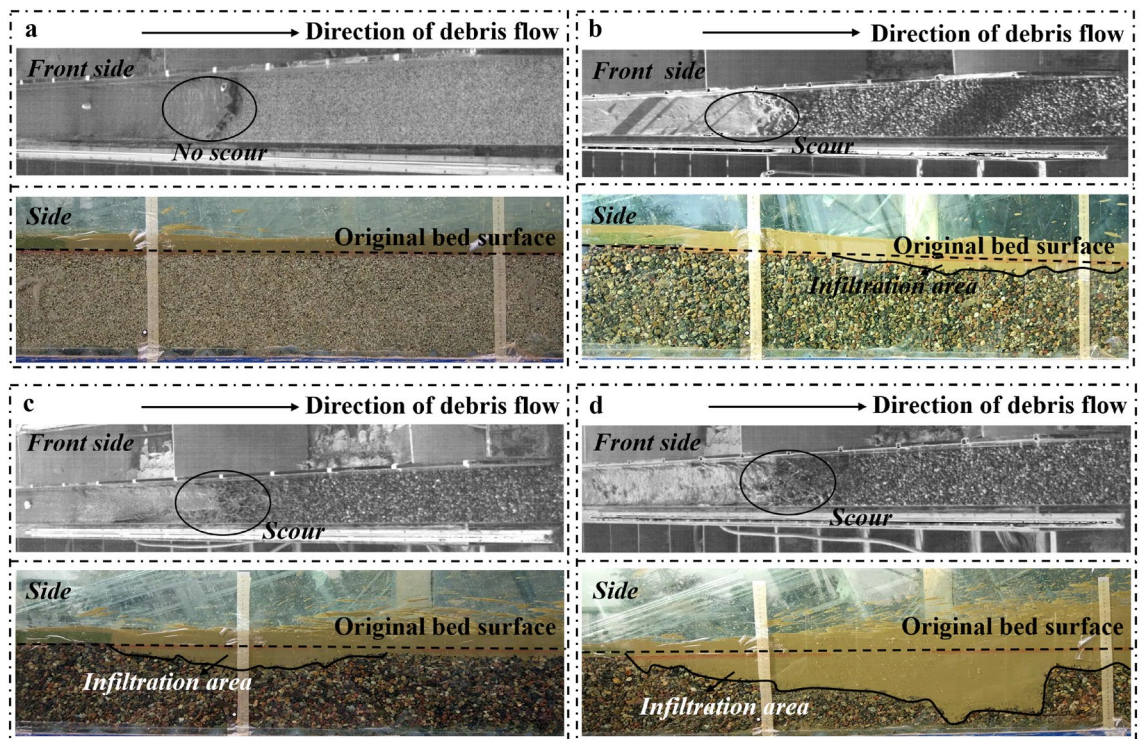 a
Direction of debris flow
Front side
No scour
Side
Original bed surface
b
Direction of debris flow
Front side
Scour
Side
Original bed surface
Infiltration area
c
Direction of debris flow
Front side
Scour
Side
Original bed surface
Infiltration area
d
Direction of debris flow
Front side
Scour
Side
Original bed surface
Infiltration area